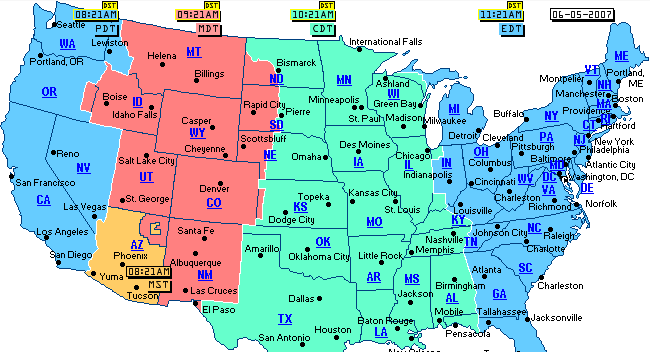 DST DST DST DST
08:21AM 09:21AM 10:21AM 11:21AM 06-05-2007
PDT MDT CDT EDT
Seattle
WA
Lewiston
Portland, OR
OR
MT
Helena
Billings
Boise
ID
Idaho Falls
Casper
WY
Cheyenne
Bismarck
ND
Rapid City
Pierre
SD
Scottsbluff
NE
International Falls
MN
Minneapolis
St. Paul
Ashland
WI
Green Bay
Madison
Milwaukee
MI
Detroit
ME
VT
Montpelier
NH
Portland, ME
Manchester
MA
Boston
Providence
RI
CT
Hartford
Buffalo
NY
New York
NJ
Philadelphia
PA
Pittsburgh
Cleveland
OH
Columbus
Cincinnati
Baltimore
MD
Atlantic City
DC
Washington, DC
DE
WV
VA
Charleston
Richmond
Norfolk
Reno
NV
San Francisco
CA
Las Vegas
Los Angeles
San Diego
Salt Lake City
UT
St. George
Denver
CO
AZ
Phoenix
Yuma
08:21AM
MST
Tucson
Santa Fe
Albuquerque
NM
Las Cruces
El Paso
Omaha
Des Moines
IA
Chicago
IL
IN
Indianapolis
Topeka
KS
Dodge City
Kansas City
St. Louis
MO
Louisville
KY
Nashville
TN
Johnson City
NC
Raleigh
Charlotte
Amarillo
OK
Oklahoma City
Little Rock
Memphis
AR
MS
Birmingham
AL
Atlanta
GA
SC
Charleston
Dallas
TX
Jackson
Baton Rouge
LA
Mobile
Pensacola
Tallahassee
Jacksonville
Houston
San Antonio